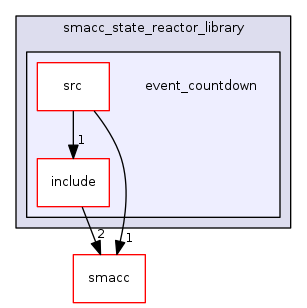 smacc_state_reactor_library
src
event_countdown
1
include
2
1
smacc